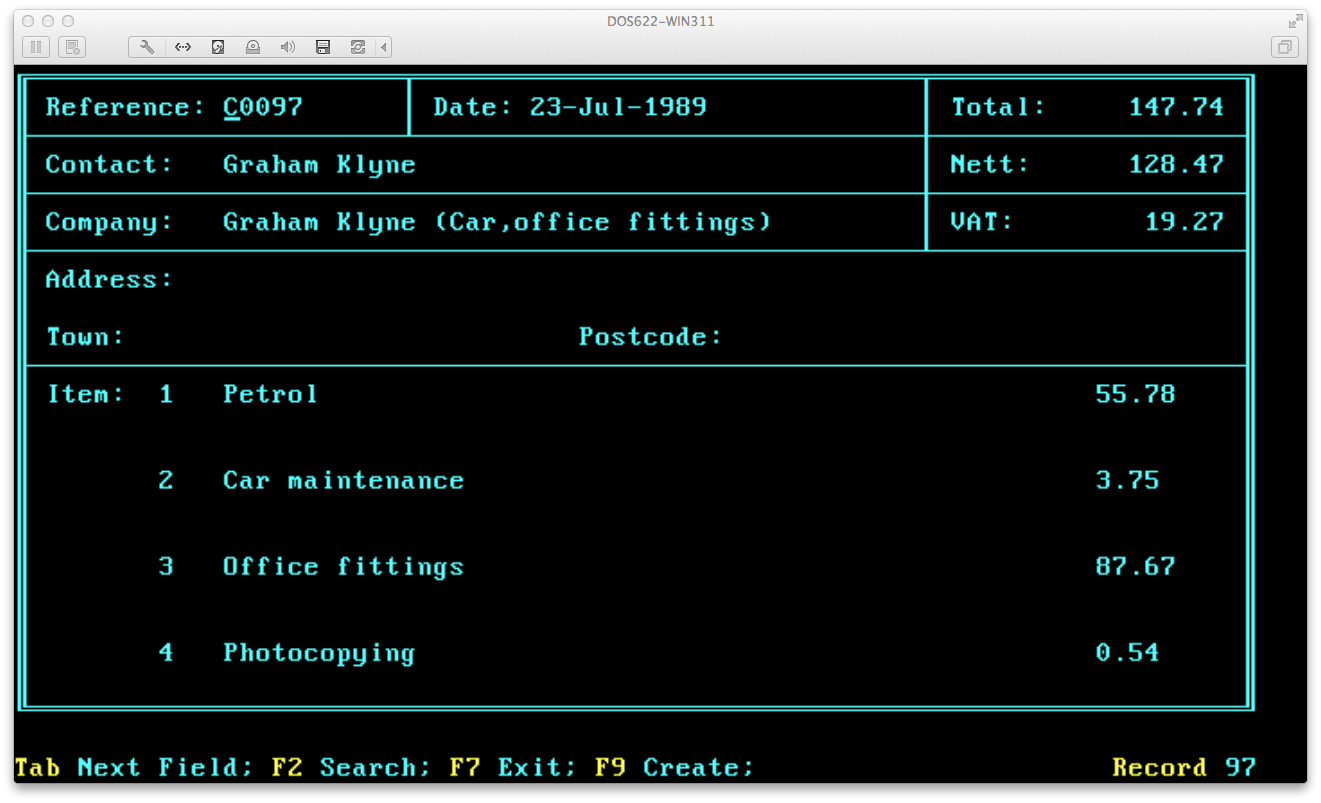 DOS622-WIN311
Reference: C0097 Date: 23-Jul-1989 Total: 147.74
Contact: Graham Klyne Nett: 128.47
Company: Graham Klyne (Car,office fittings) VAT: 19.27
Address:
Town: Postcode:
Item: 1 Petrol 55.78
2 Car maintenance 3.75
3 Office fittings 87.67
4 Photocopying 0.54
Tab Next Field; F2 Search; F7 Exit; F9 Create; Record 97